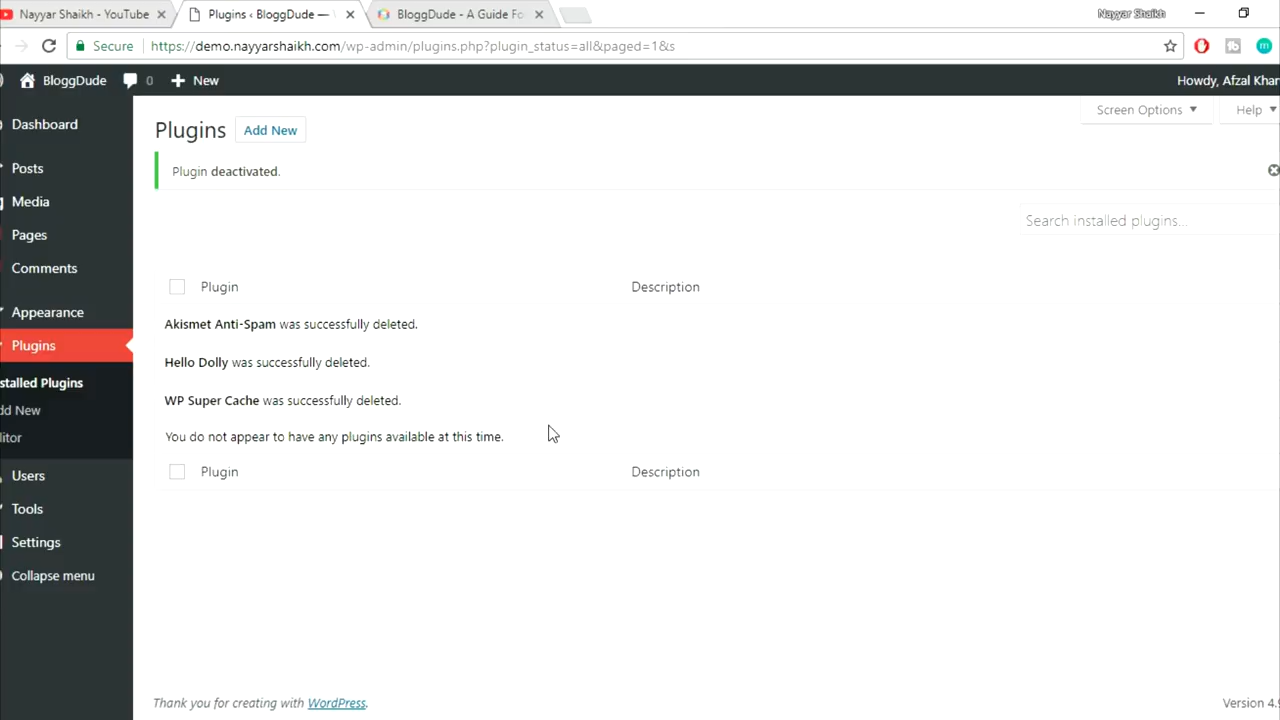 Nayyar Shaikh - YouTube
Plugins ‹ BloggDude —
BloggDude - A Guide Fo
Nayyar Shaikh
Secure
https://demo.nayyarshaikh.com/wp-admin/plugins.php?plugin_status=all&paged=1&s
BloggDude
0
New
Howdy, Afzal Khan
Dashboard
Posts
Media
Pages
Comments
Appearance
Plugins
stalled Plugins
dd New
itor
Users
Tools
Settings
Collapse menu
Screen Options
Help
Plugins
Add New
Plugin deactivated.
Search installed plugins...
Plugin
Description
Akismet Anti-Spam was successfully deleted.
Hello Dolly was successfully deleted.
WP Super Cache was successfully deleted.
You do not appear to have any plugins available at this time.
Plugin
Description
Thank you for creating with WordPress.
Version 4.9